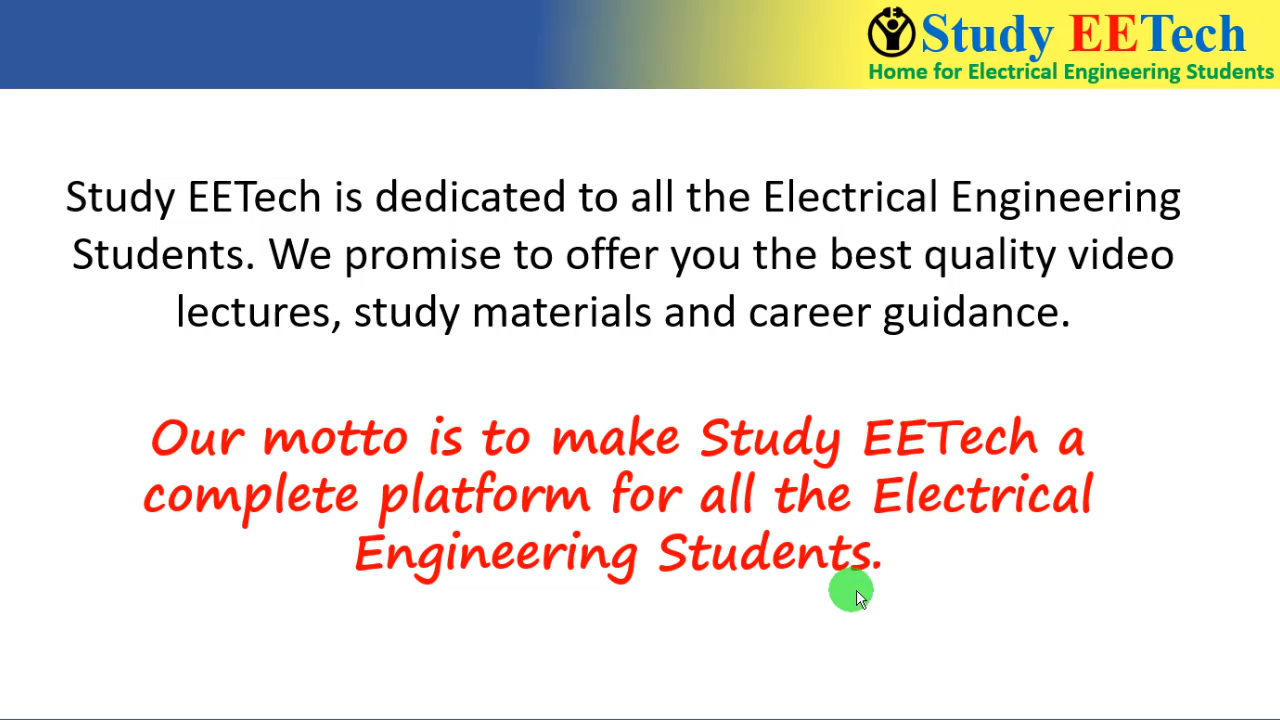 Study EETech
Home for Electrical Engineering Students
Study EETech is dedicated to all the Electrical Engineering
Students. We promise to offer you the best quality video
lectures, study materials and career guidance.
Our motto is to make Study EETech a
complete platform for all the Electrical
Engineering Students.